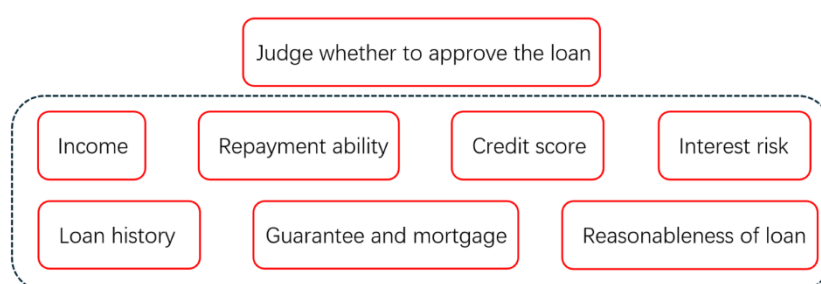 Judge whether to approve the loan
Income
Repayment ability
Credit score
Interest risk
Loan history
Guarantee and mortgage
Reasonableness of loan